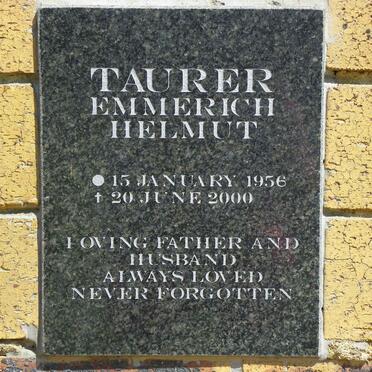 TAURER
EMMERICH
HELMUT
● 15 JANUARY 1956
† 20 JUNE 2000
LOVING FATHER AND
HUSBAND
ALWAYS LOVED
NEVER FORGOTTEN